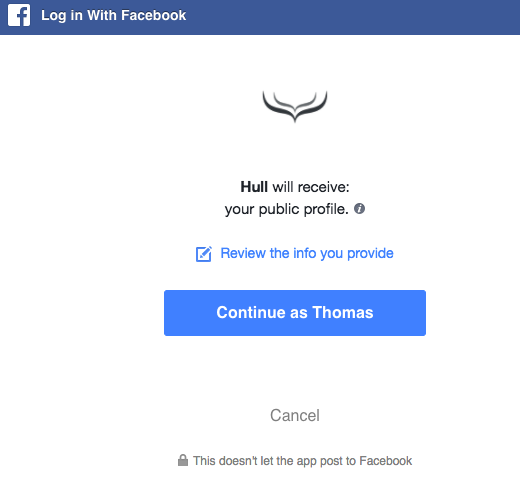 Log in With Facebook
Hull will receive:
your public profile.
Review the info you provide
Continue as Thomas
Cancel
This doesn't let the app post to Facebook